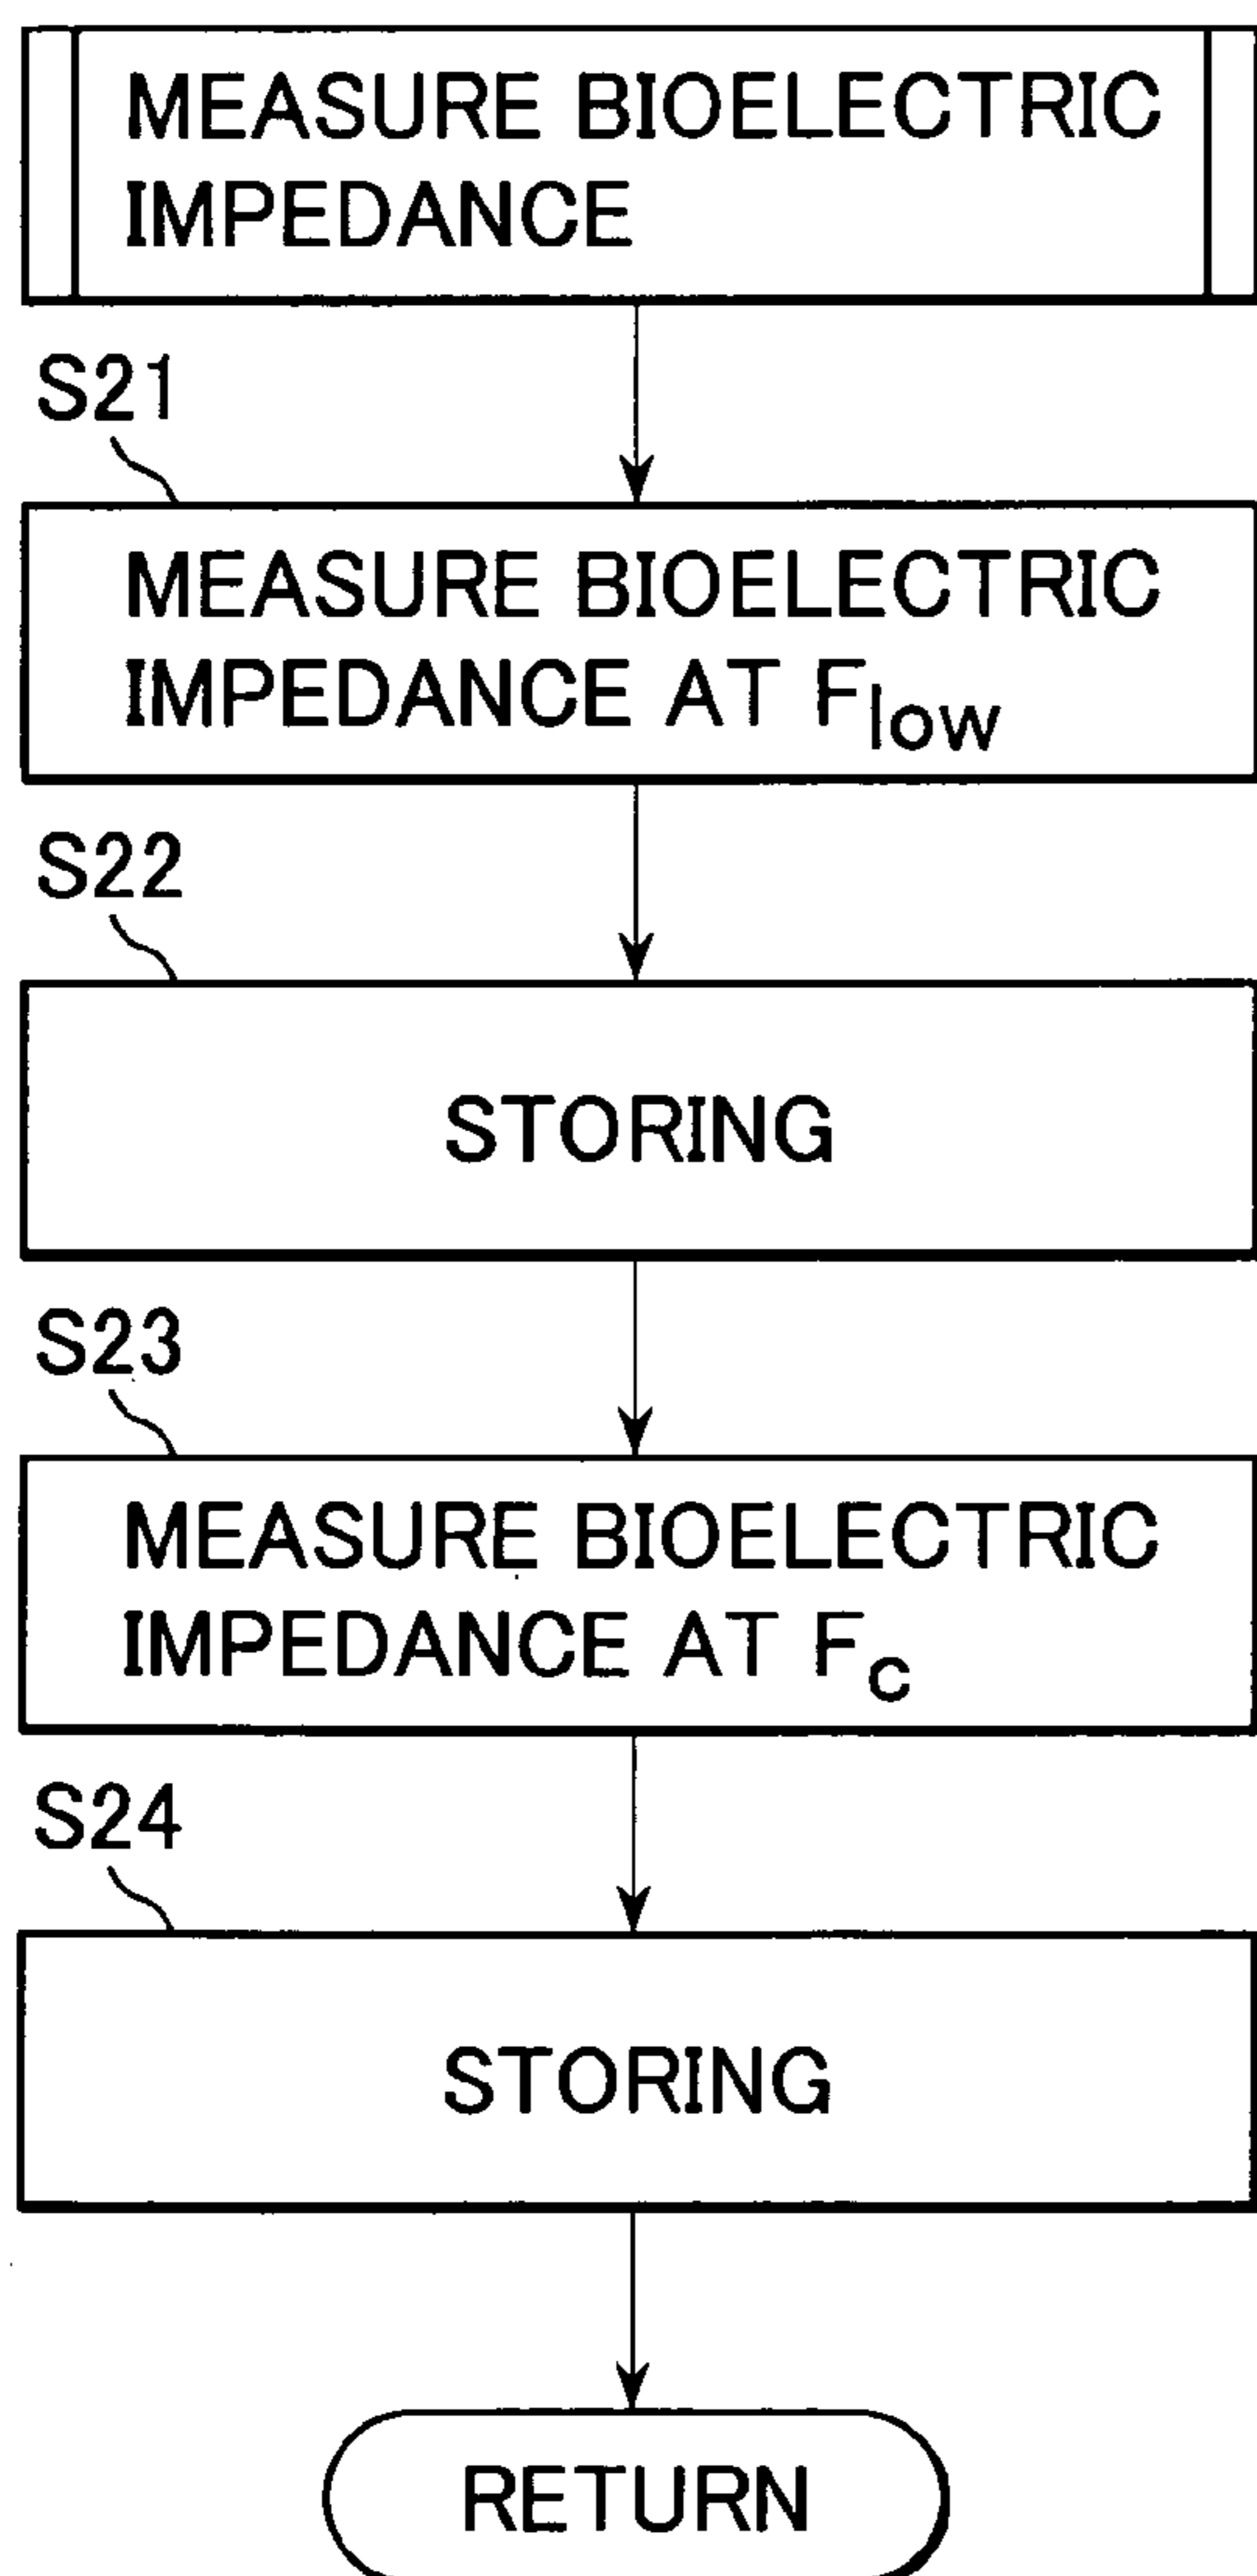 MEASURE BIOELECTRIC
IMPEDANCE
S21
MEASURE BIOELECTRIC
IMPEDANCE AT Flow
S22
STORING
S23
MEASURE BIOELECTRIC
IMPEDANCE AT Fc
S24
STORING
RETURN